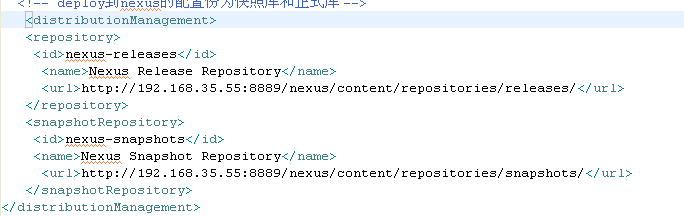 <!-- deploy到nexus的配置份为快照库和正式库 -->
<distributionManagement>
<repository>
<id>nexus-releases</id>
<name>Nexus Release Repository</name>
<url>http://192.168.35.55:8889/nexus/content/repositories/releases/</url>
</repository>
<snapshotRepository>
<id>nexus-snapshots</id>
<name>Nexus Snapshot Repository</name>
<url>http://192.168.35.55:8889/nexus/content/repositories/snapshots/</url>
</snapshotRepository>
</distributionManagement>